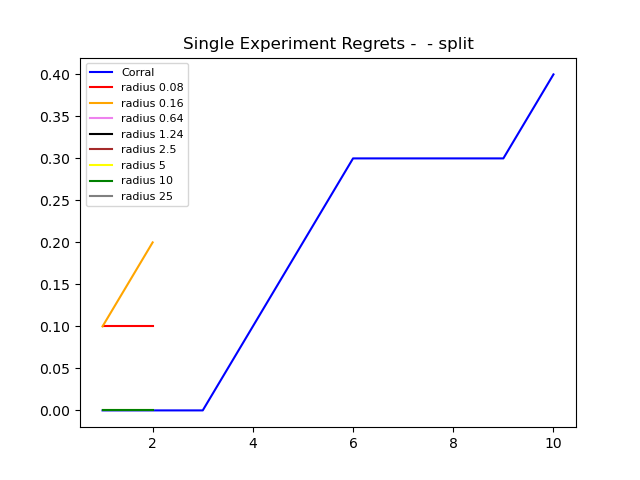 Single Experiment Regrets -  - split
Corral
radius 0.08
radius 0.16
radius 0.64
radius 1.24
radius 2.5
radius 5
radius 10
radius 25
0.40
0.35
0.30
0.25
0.20
0.15
0.10
0.05
0.00
2 4 6 8 10